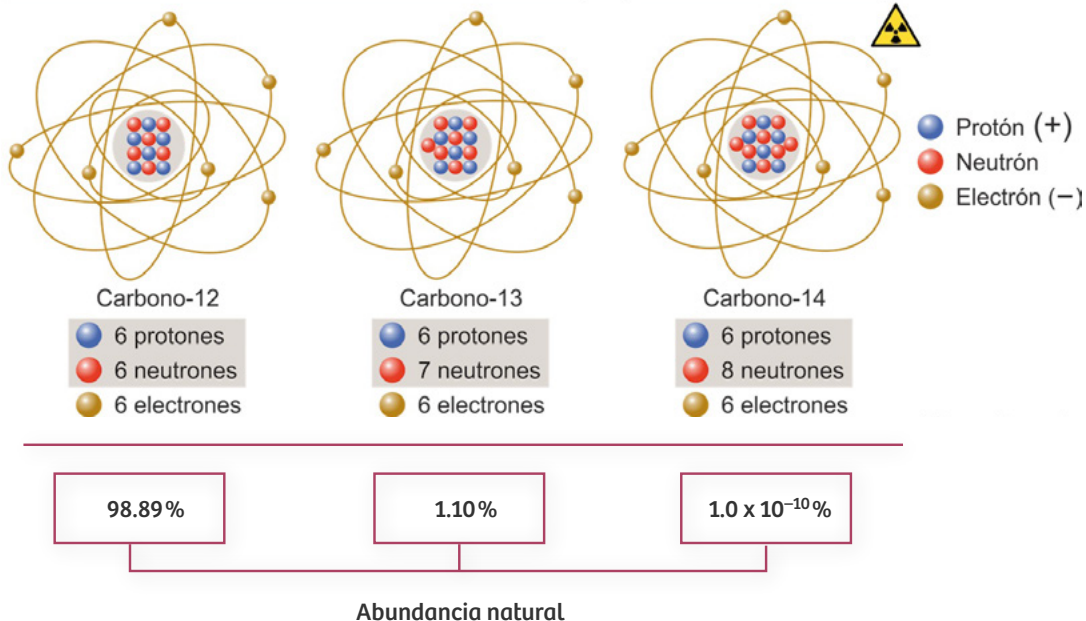 Protón (+)
Neutrón
Electrón (−)
Carbono-12
6 protones
6 neutrones
6 electrones
Carbono-13
6 protones
7 neutrones
6 electrones
Carbono-14
6 protones
8 neutrones
6 electrones
98.89 %
1.10 %
1.0 x 10⁻¹⁰ %
Abundancia natural